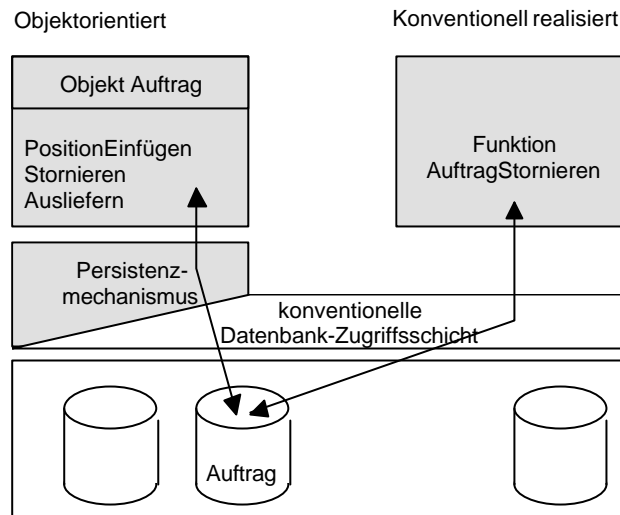 Objektorientiert
Konventionell realisiert
Objekt Auftrag
PositionEinfügen
Stornieren
Ausliefern
Funktion
AuftragStornieren
Persistenz-
mechanismus
konventionelle
Datenbank-Zugriffsschicht
Auftrag